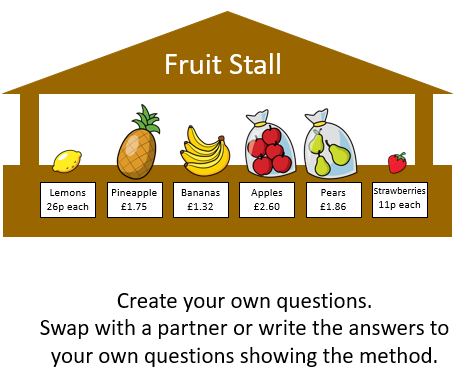 Fruit Stall
Lemons
26p each
Pineapple
£1.75
Bananas
£1.32
Apples
£2.60
Pears
£1.86
Strawberries
11p each
Create your own questions.
Swap with a partner or write the answers to
your own questions showing the method.